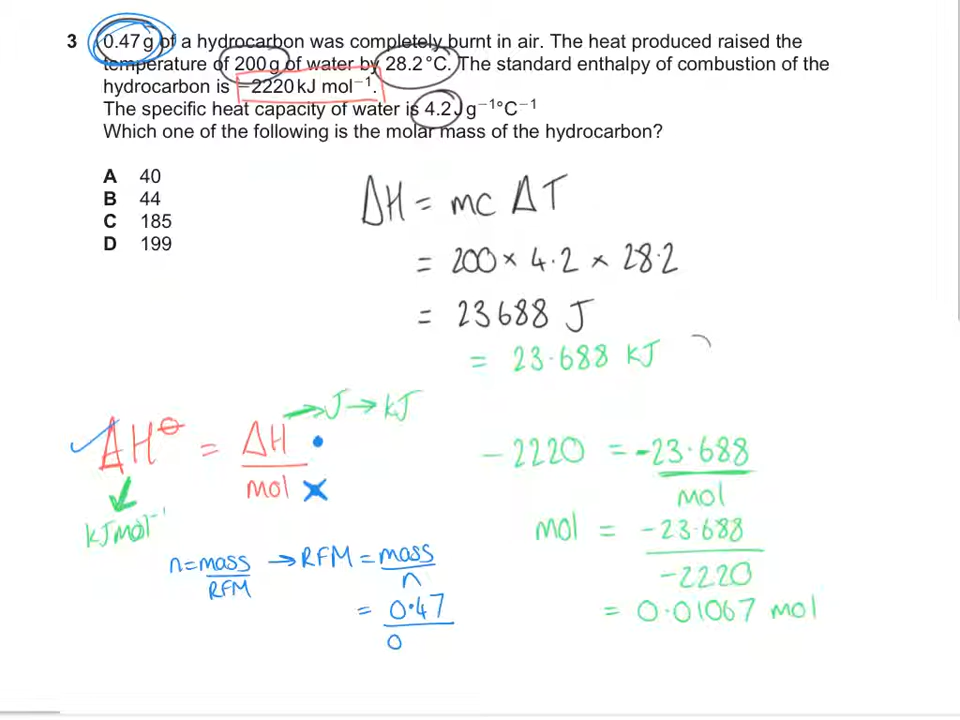 3 0.47 g of a hydrocarbon was completely burnt in air. The heat produced raised the
temperature of 200 g of water by 28.2 °C. The standard enthalpy of combustion of the
hydrocarbon is −2220 kJ mol⁻¹.
The specific heat capacity of water is 4.2 J g⁻¹°C⁻¹
Which one of the following is the molar mass of the hydrocarbon?
A 40
B 44
C 185
D 199
ΔH = mc ΔT
= 200 × 4.2 × 28.2
= 23688 J
= 23.688 KJ
→ J → KJ
ΔH⊖ = ΔH
mol
KJmol⁻¹
-2220 = -23.688
mol
mol = -23.688
-2220
= 0.01067 mol
n = mass
RFM
→ RFM = mass
n
= 0.47
0